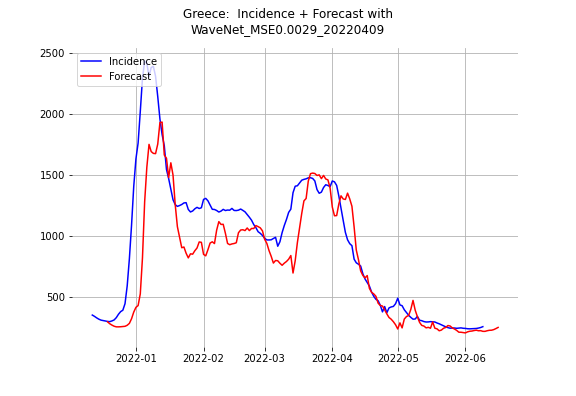 Greece:  Incidence + Forecast with
WaveNet_MSE0.0029_20220409
2500
2000
1500
1000
500
Incidence
Forecast
2022-01
2022-02
2022-03
2022-04
2022-05
2022-06